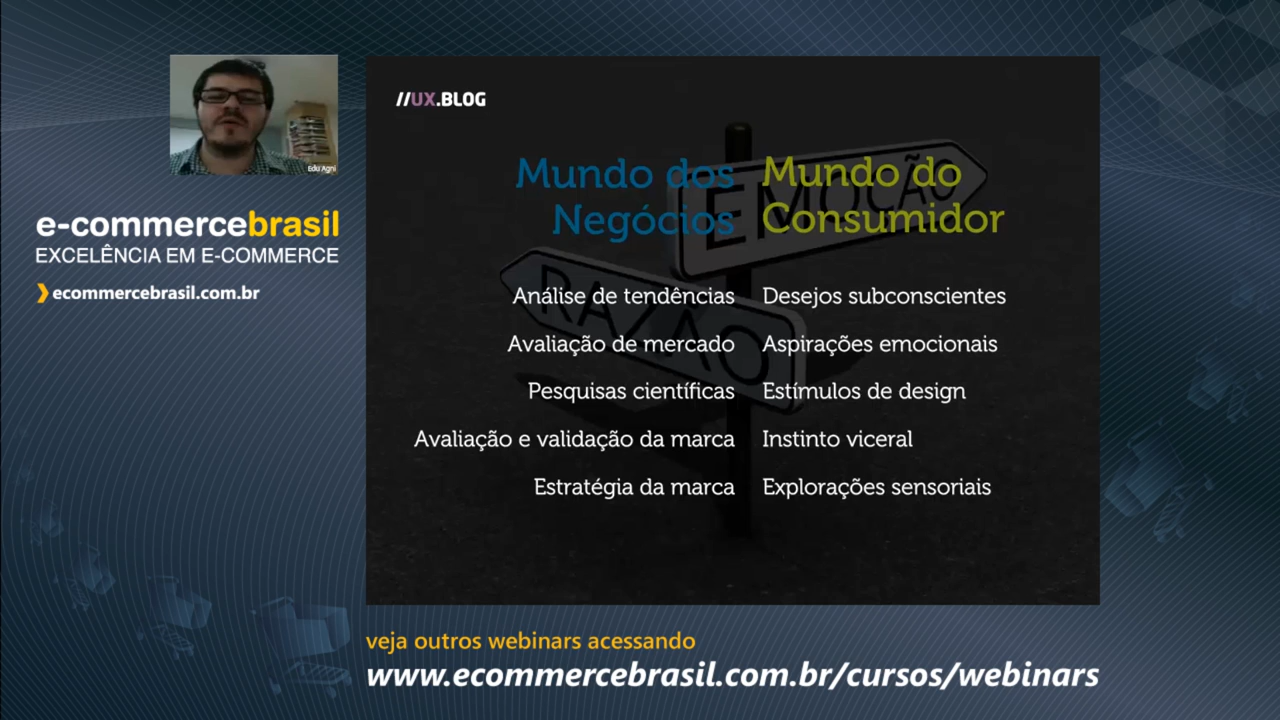 Edu Agni
e-commercebrasil
EXCELÊNCIA EM E-COMMERCE
ecommercebrasil.com.br
//UX.BLOG
Mundo dos
Negócios
Mundo do
Consumidor
EMOÇÃO
RAZÃO
Análise de tendências
Desejos subconscientes
Avaliação de mercado
Aspirações emocionais
Pesquisas científicas
Estímulos de design
Avaliação e validação da marca
Instinto viceral
Estratégia da marca
Explorações sensoriais
veja outros webinars acessando
www.ecommercebrasil.com.br/cursos/webinars